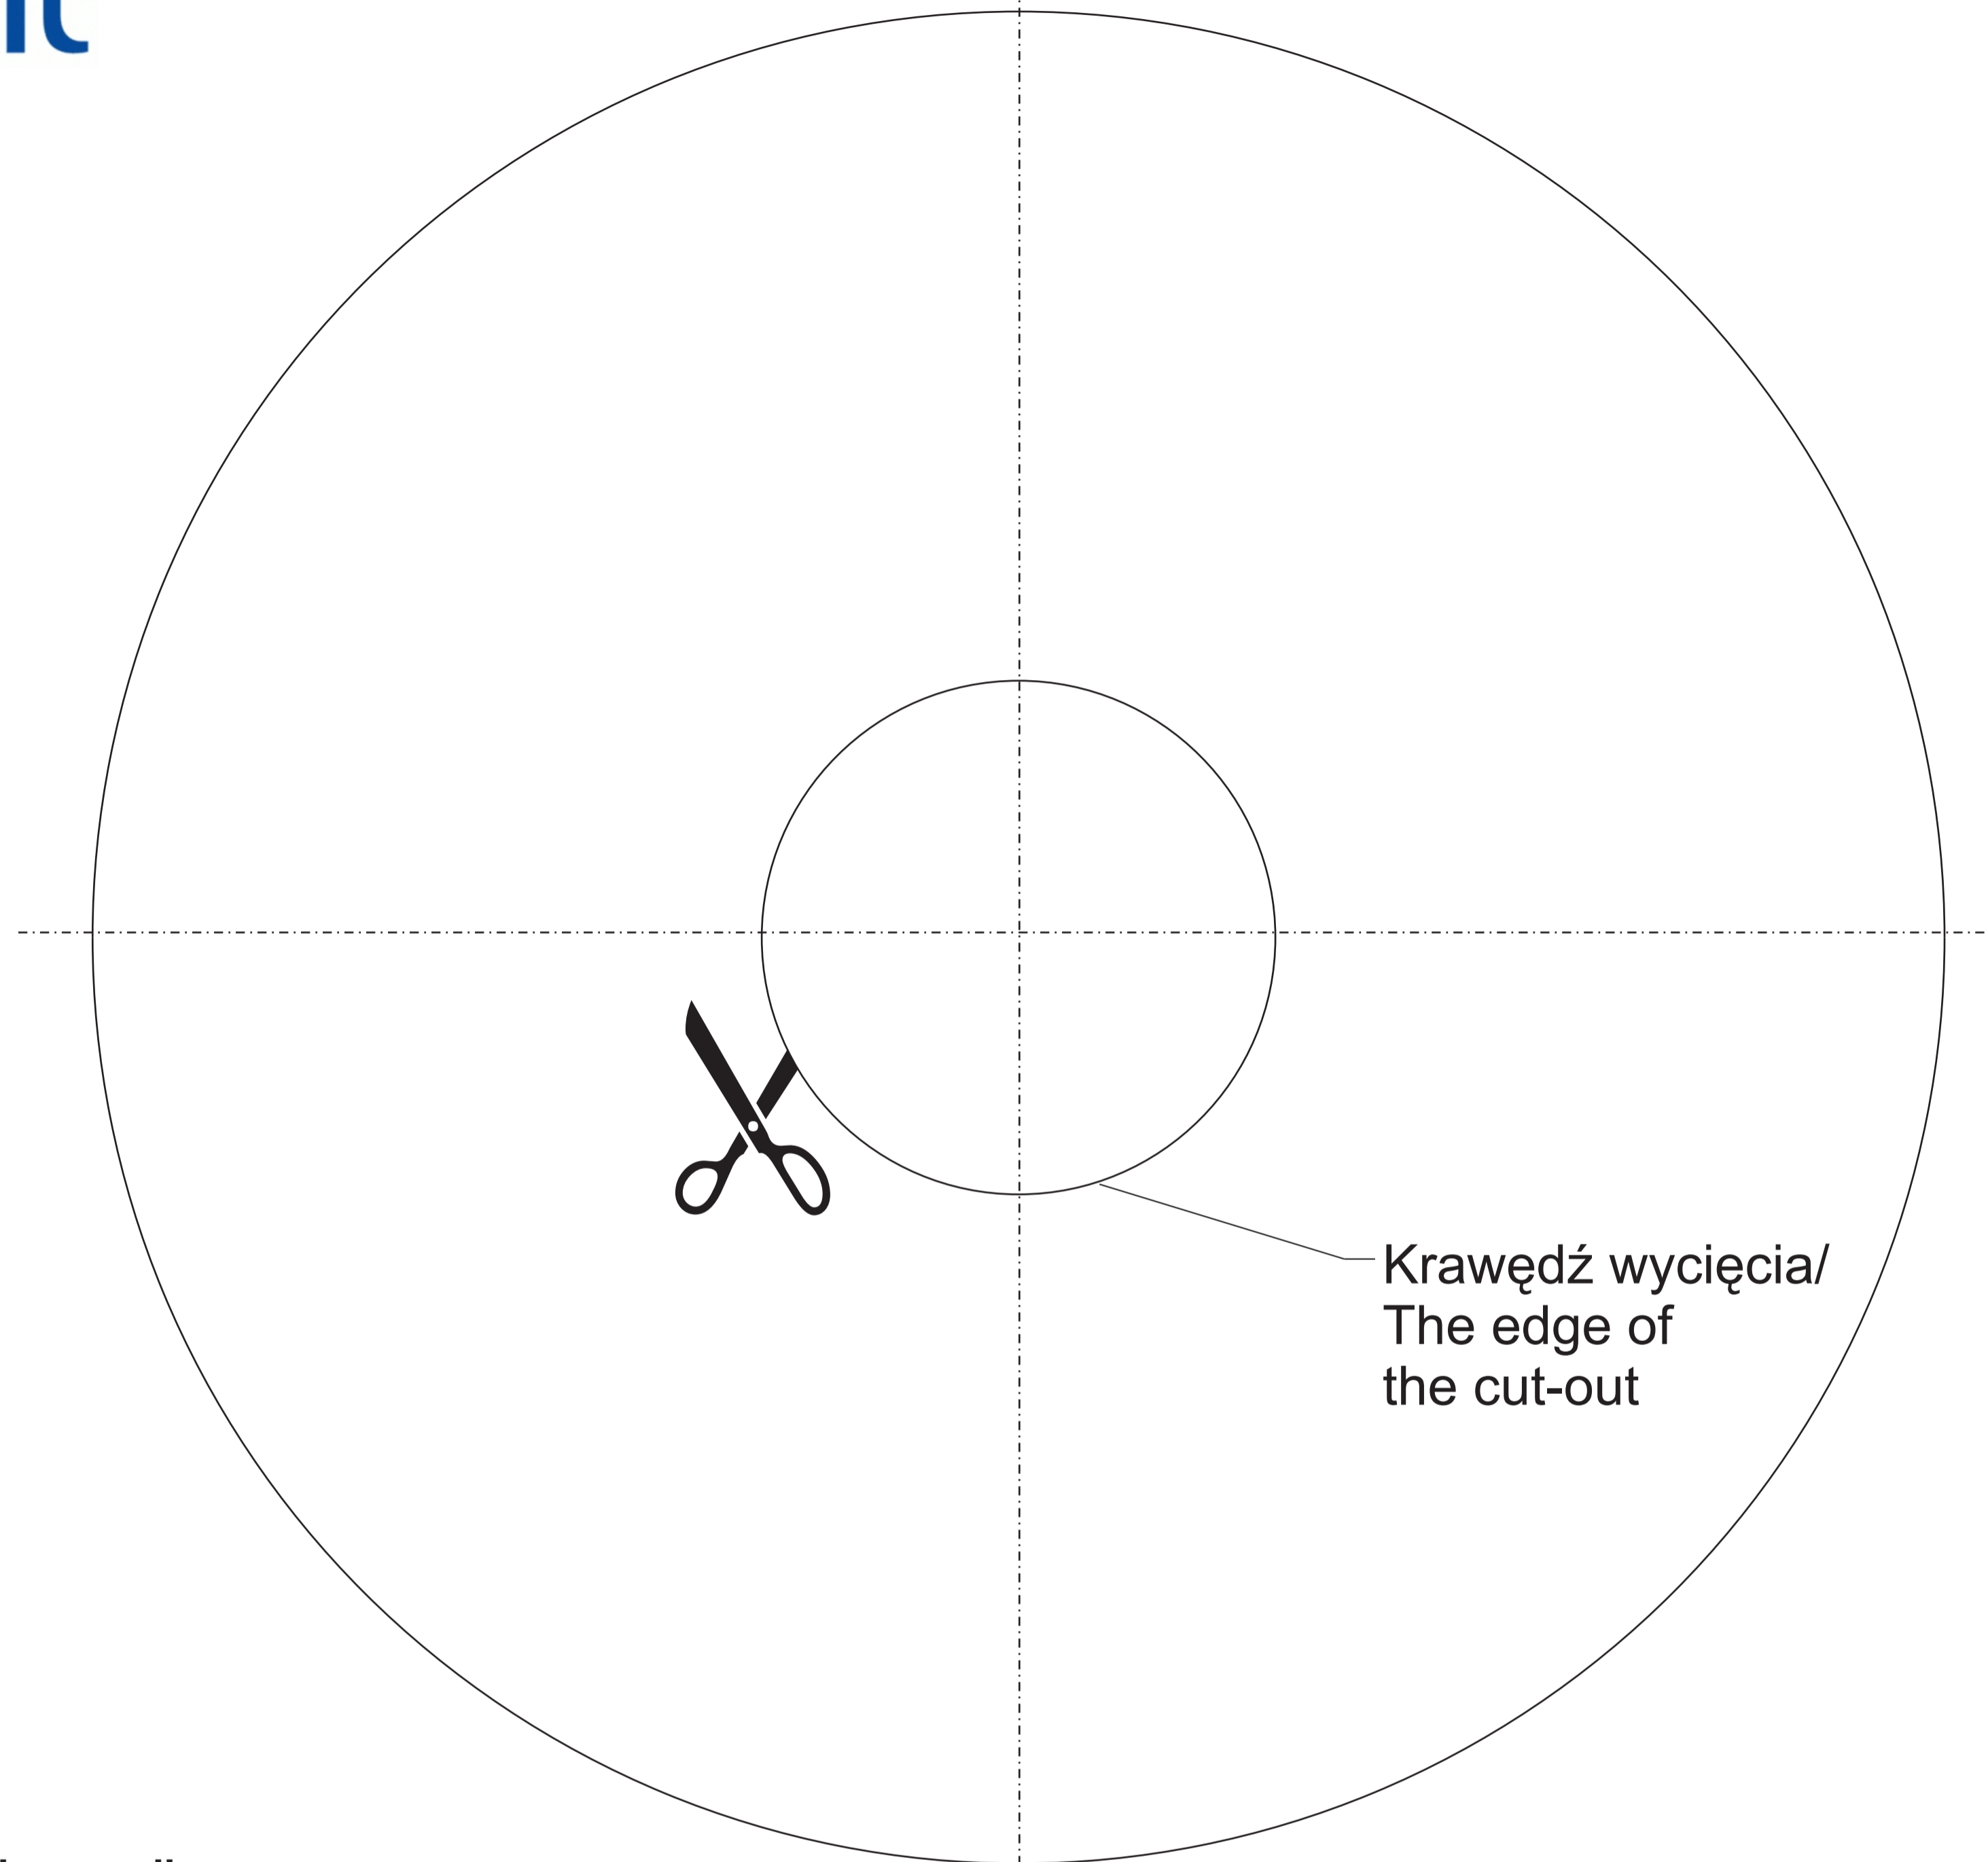 Krawędź wycięcia/
The edge of
the cut-out